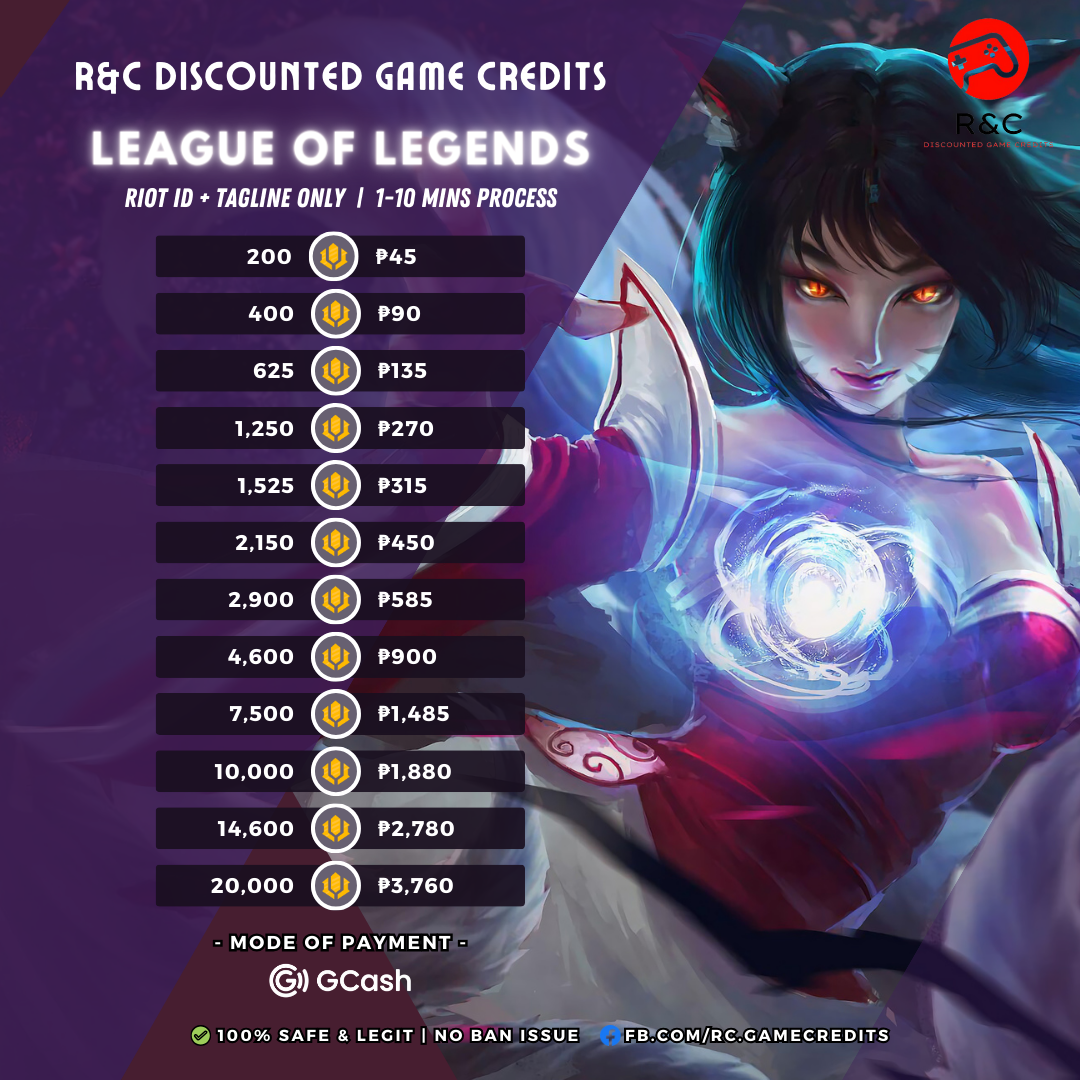 R&C DISCOUNTED GAME CREDITS
R&C
DISCOUNTED GAME CREDITS
LEAGUE OF LEGENDS
RIOT ID + TAGLINE ONLY | 1-10 MINS PROCESS
200 ₱45
400 ₱90
625 ₱135
1,250 ₱270
1,525 ₱315
2,150 ₱450
2,900 ₱585
4,600 ₱900
7,500 ₱1,485
10,000 ₱1,880
14,600 ₱2,780
20,000 ₱3,760
- MODE OF PAYMENT -
GCash
100% SAFE & LEGIT | NO BAN ISSUE FB.COM/RC.GAMECREDITS